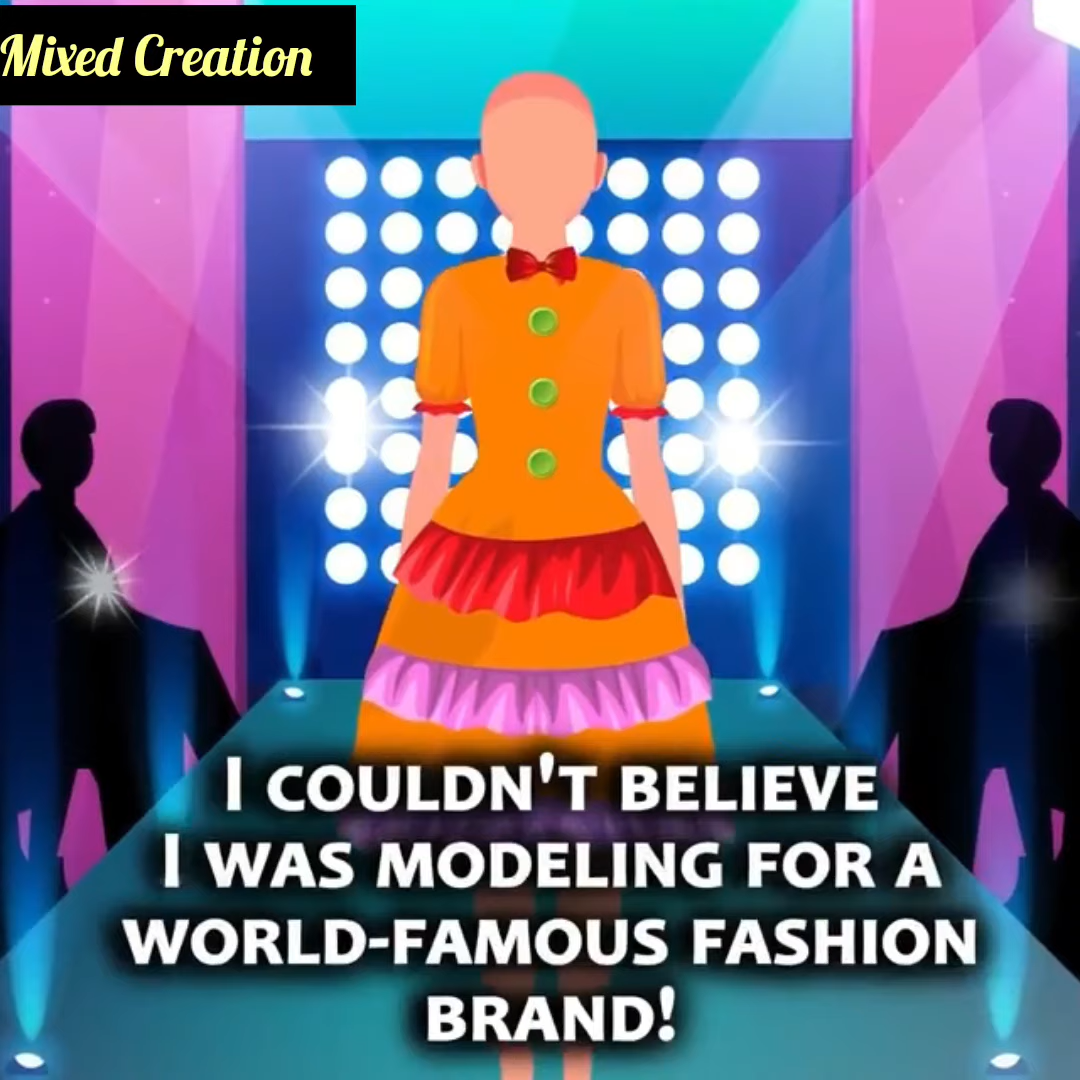 Mixed Creation
I COULDN'T BELIEVE
I WAS MODELING FOR A
WORLD-FAMOUS FASHION
BRAND!